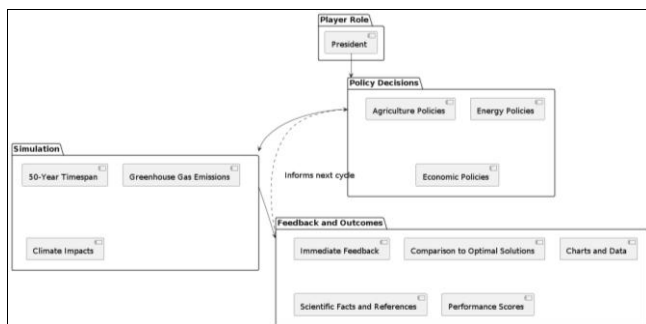 Player Role
President
Policy Decisions
Agriculture Policies
Energy Policies
Economic Policies
Simulation
50-Year Timespan
Greenhouse Gas Emissions
Climate Impacts
Informs next cycle
Feedback and Outcomes
Immediate Feedback
Comparison to Optimal Solutions
Charts and Data
Scientific Facts and References
Performance Scores